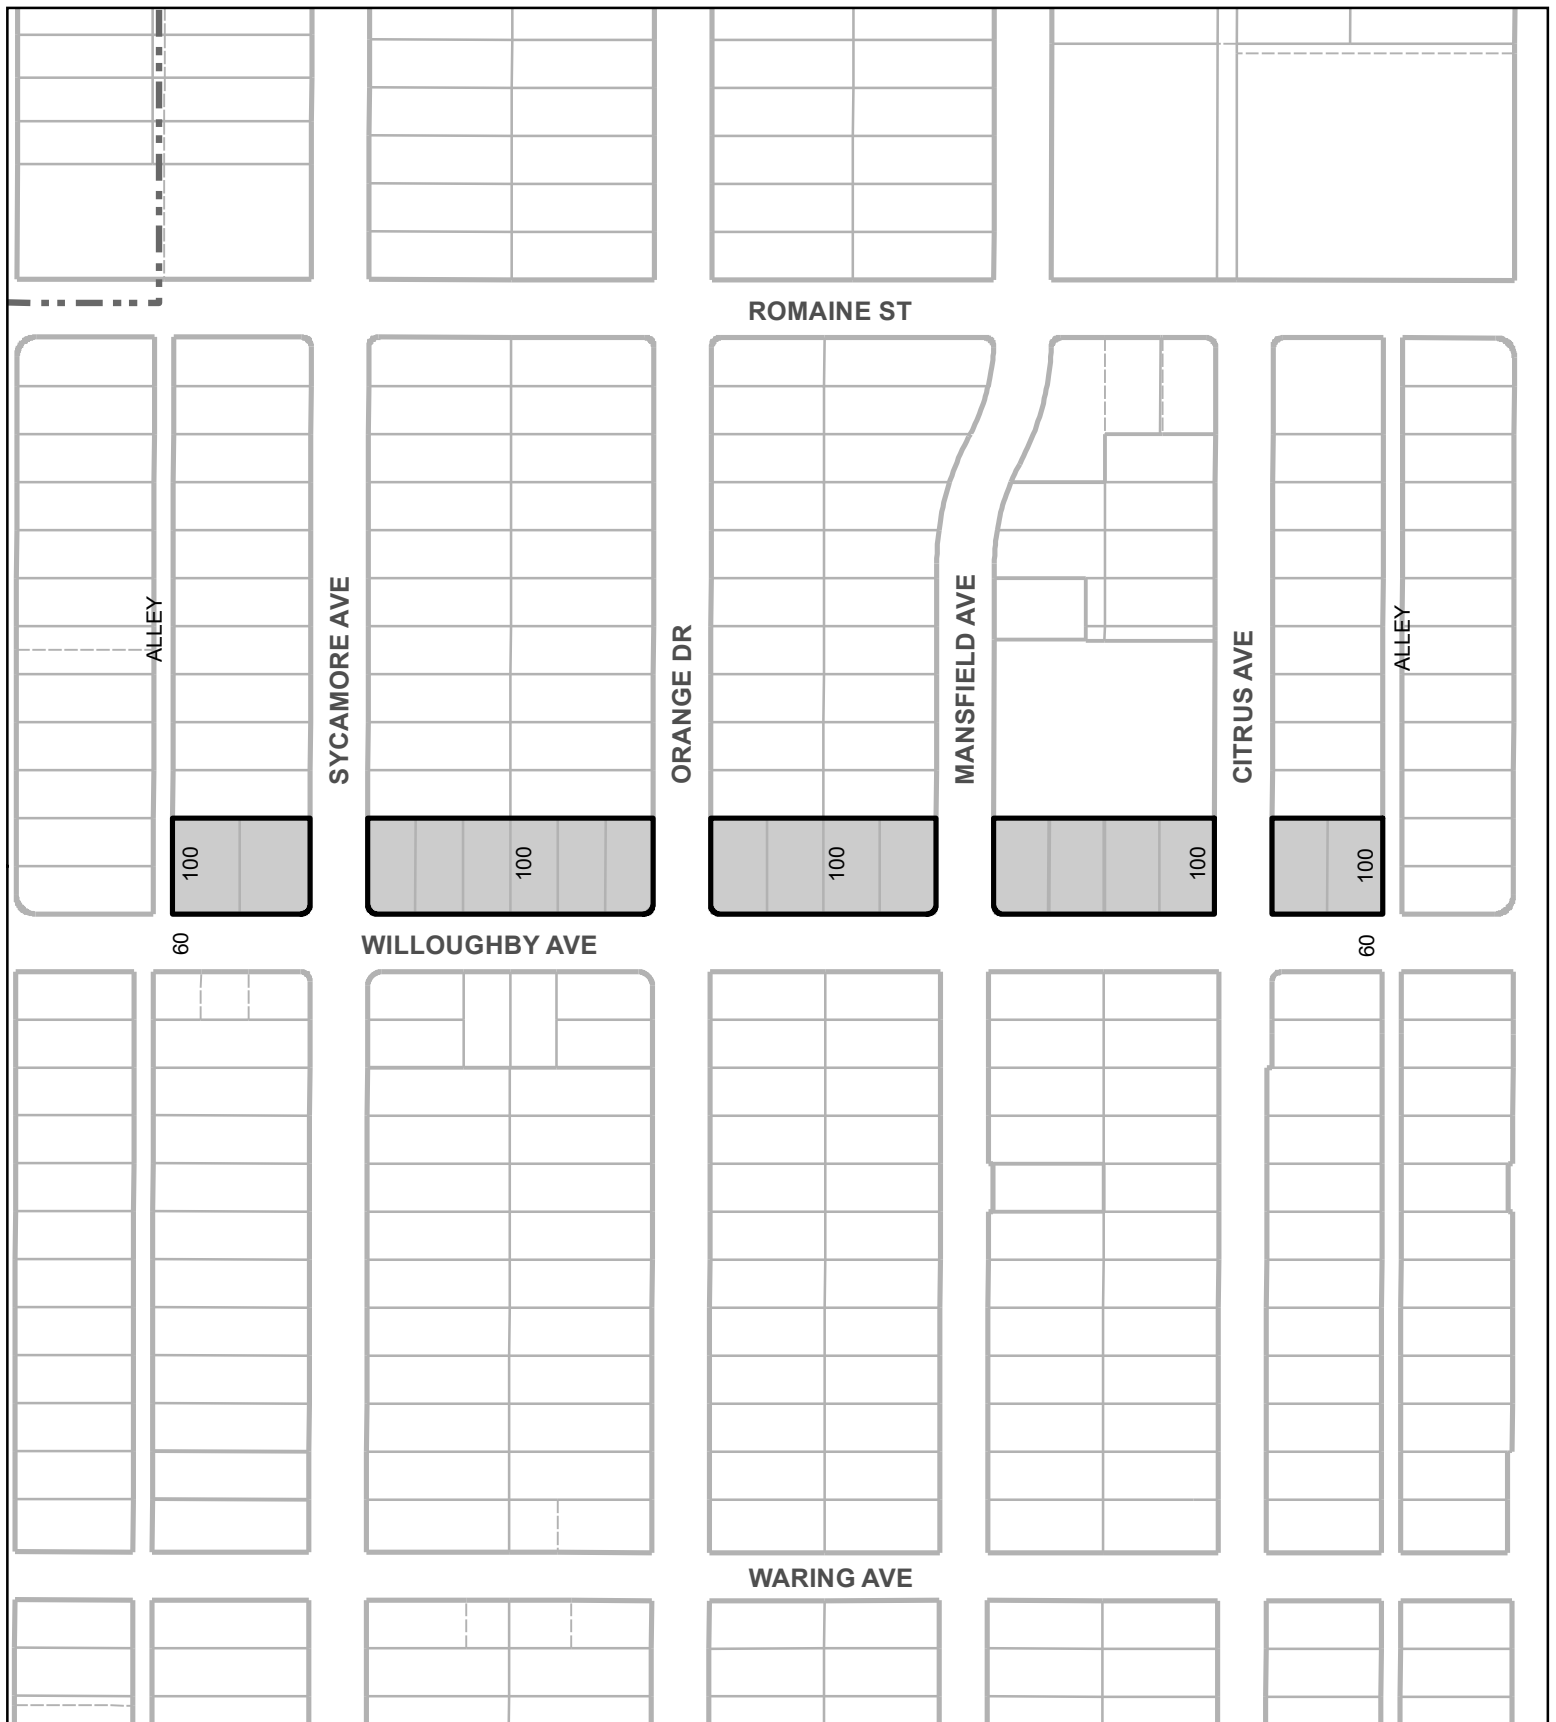 ROMAINE ST
ALLEY
SYCAMORE AVE
ORANGE DR
MANSFIELD AVE
CITRUS AVE
ALLEY
100
100
100
100
100
60
WILLOUGHBY AVE
60
WARING AVE